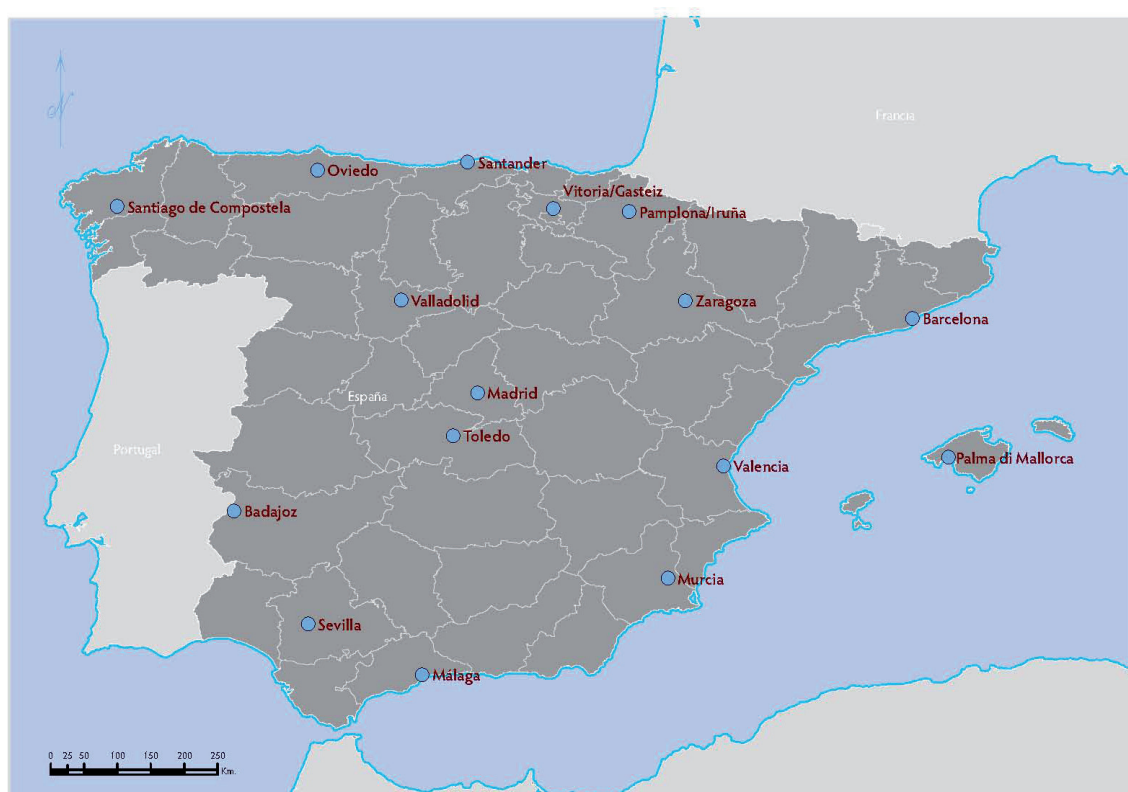 N
Francia
Oviedo
Santander
Vitoria/Gasteiz
Santiago de Compostela
Pamplona/Iruña
Valladolid
Zaragoza
Barcelona
Madrid
España
Toledo
Portugal
Palma di Mallorca
Valencia
Badajoz
Murcia
Sevilla
Málaga
0 25 50 100 150 200 250
Km.